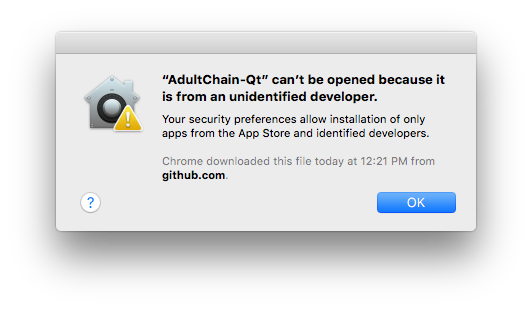 “AdultChain-Qt” can’t be opened because it
is from an unidentified developer.
Your security preferences allow installation of only
apps from the App Store and identified developers.
Chrome downloaded this file today at 12:21 PM from
github.com.
?
OK